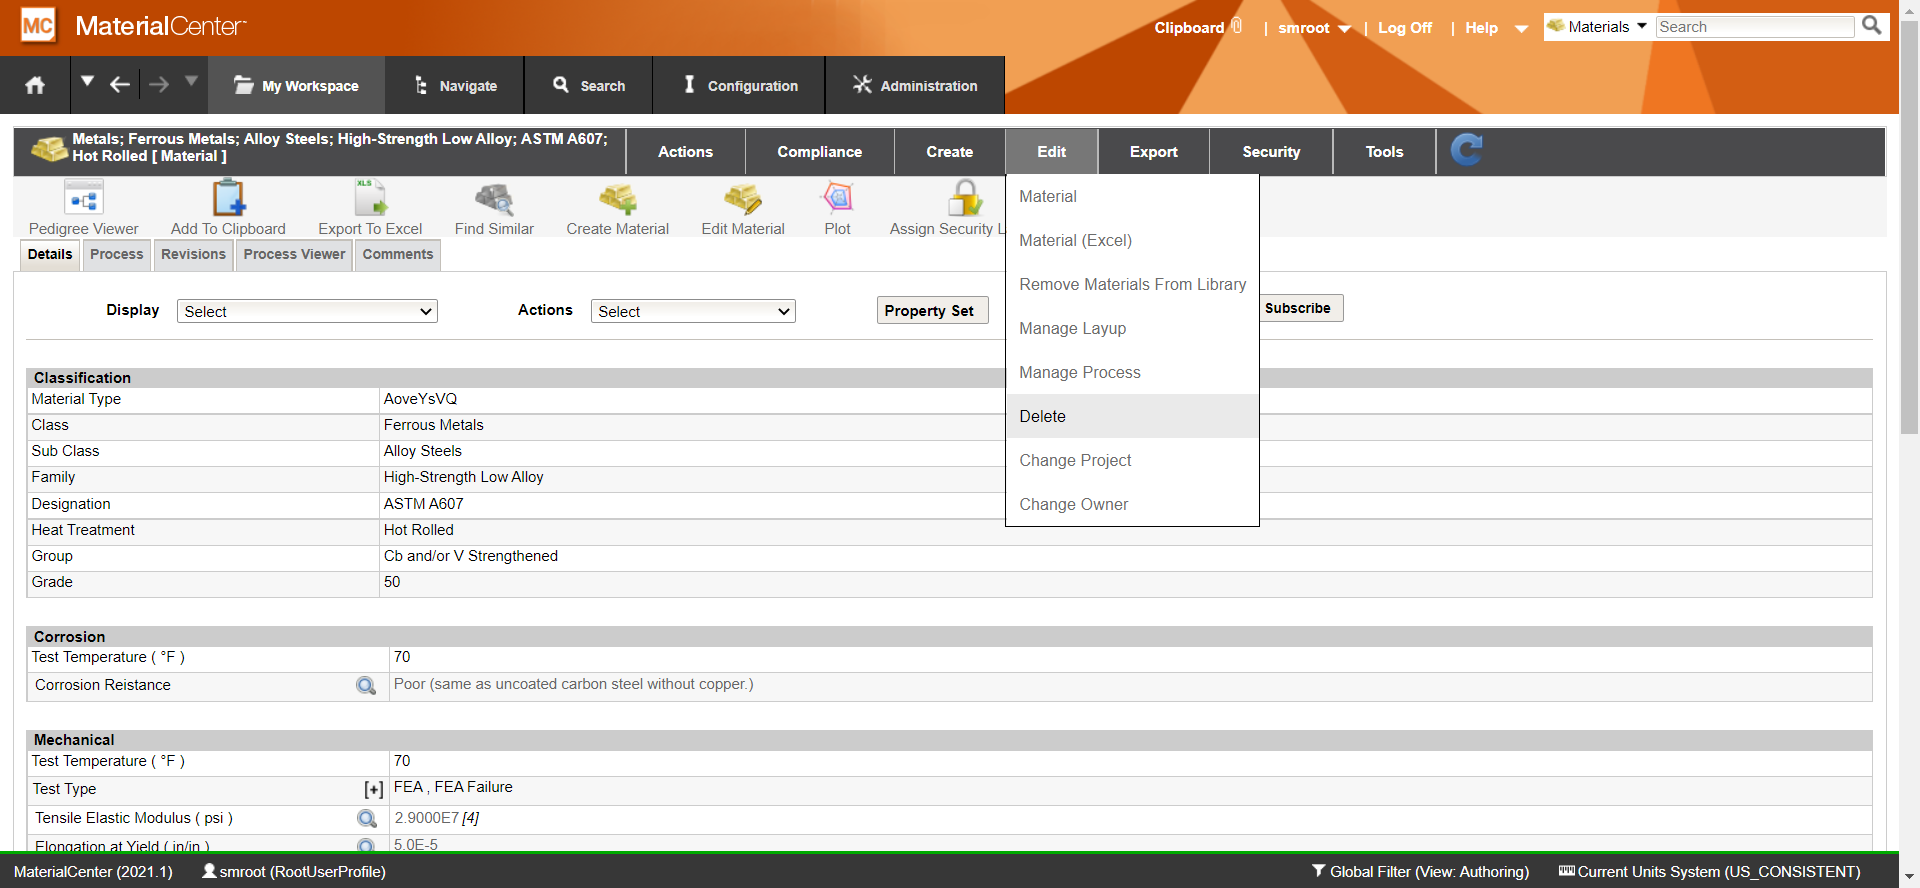 MC MaterialCenter
Clipboard | smroot | Log Off | Help
Materials Search
My Workspace Navigate Search Configuration Administration
Metals; Ferrous Metals; Alloy Steels; High-Strength Low Alloy; ASTM A607;
Hot Rolled [ Material ]
Actions Compliance Create Edit Export Security Tools
XLS
Pedigree Viewer Add To Clipboard Export To Excel Find Similar Create Material Edit Material Plot Assign Security L
Material
Material (Excel)
Remove Materials From Library
Manage Layup
Manage Process
Delete
Change Project
Change Owner
Details Process Revisions Process Viewer Comments
Display Select Actions Select Property Set Subscribe
Classification
Material Type AoveYsVQ
Class Ferrous Metals
Sub Class Alloy Steels
Family High-Strength Low Alloy
Designation ASTM A607
Heat Treatment Hot Rolled
Group Cb and/or V Strengthened
Grade 50
Corrosion
Test Temperature ( °F ) 70
Corrosion Reistance Poor (same as uncoated carbon steel without copper.)
Mechanical
Test Temperature ( °F ) 70
Test Type [+] FEA , FEA Failure
Tensile Elastic Modulus ( psi ) 2.9000E7 [4]
Elongation at Yield ( in/in ) 5.0E-5
MaterialCenter (2021.1) smroot (RootUserProfile) Global Filter (View: Authoring) Current Units System (US_CONSISTENT)